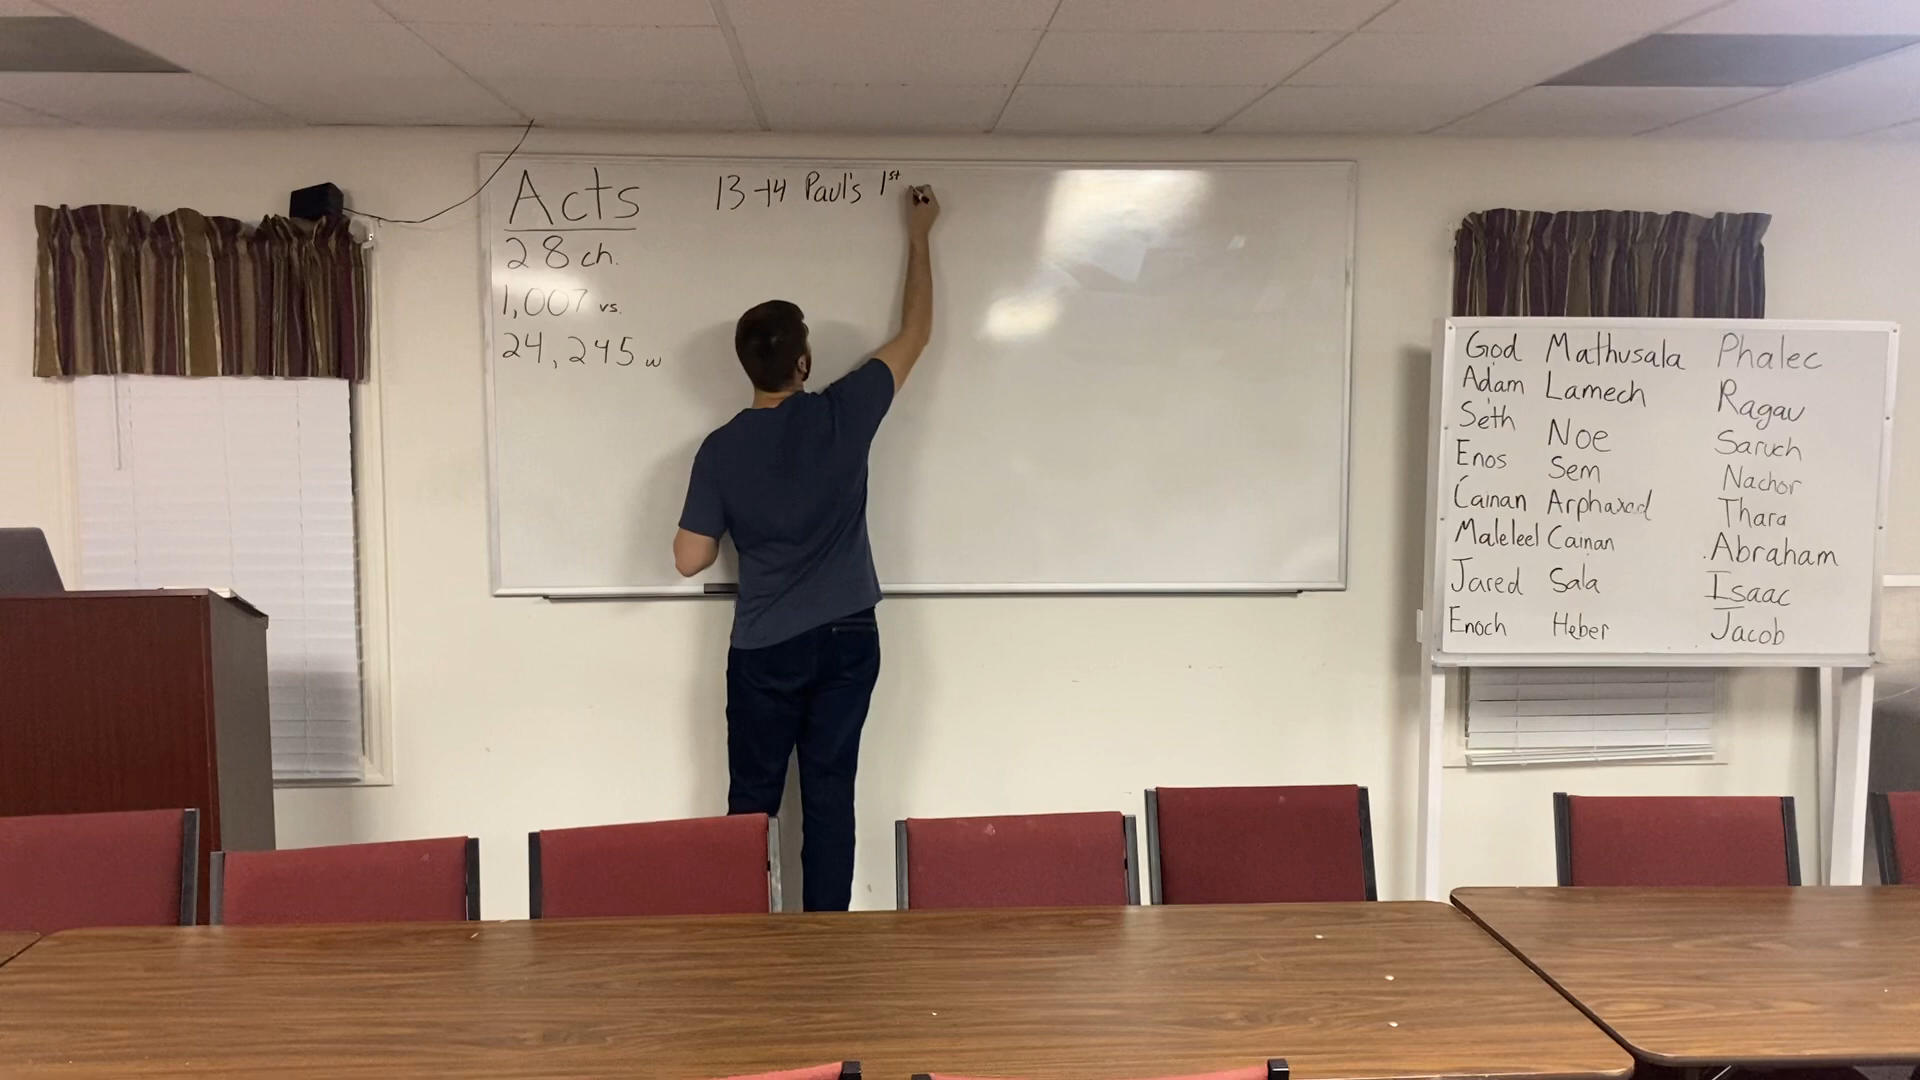 Acts
28 ch.
1,007 vs.
24,245 w
13-14 Paul's 1st
God
Adam
Seth
Enos
Cainan
Maleleel
Jared
Enoch
Mathusala
Lamech
Noe
Sem
Arphaxad
Cainan
Sala
Heber
Phalec
Ragau
Saruch
Nachor
Thara
Abraham
Isaac
Jacob